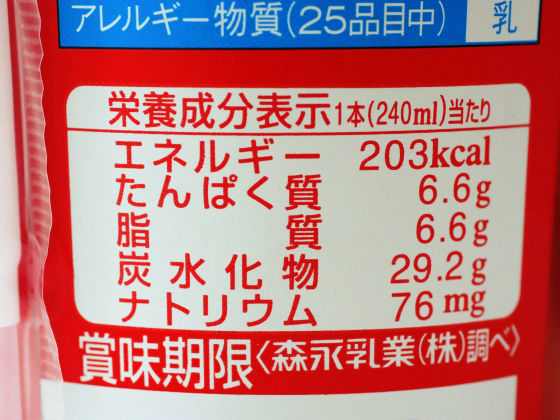 アレルギー物質(25品目中) 乳
栄養成分表示1本(240ml)当たり
エネルギー 203kcal
たんぱく質 6.6g
脂質 6.6g
炭水化物 29.2g
ナトリウム 76mg
賞味期限〈森永乳業(株)調べ〉